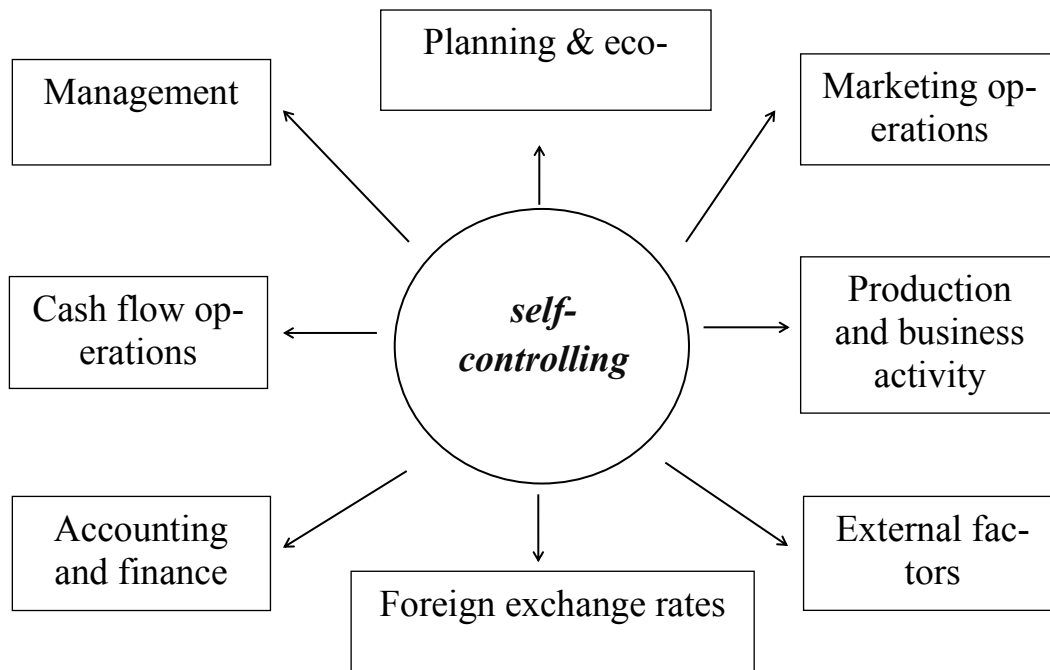 Planning & eco-
Management
Marketing op-
erations
Cash flow op-
erations
self-
controlling
Production
and business
activity
Accounting
and finance
Foreign exchange rates
External fac-
tors